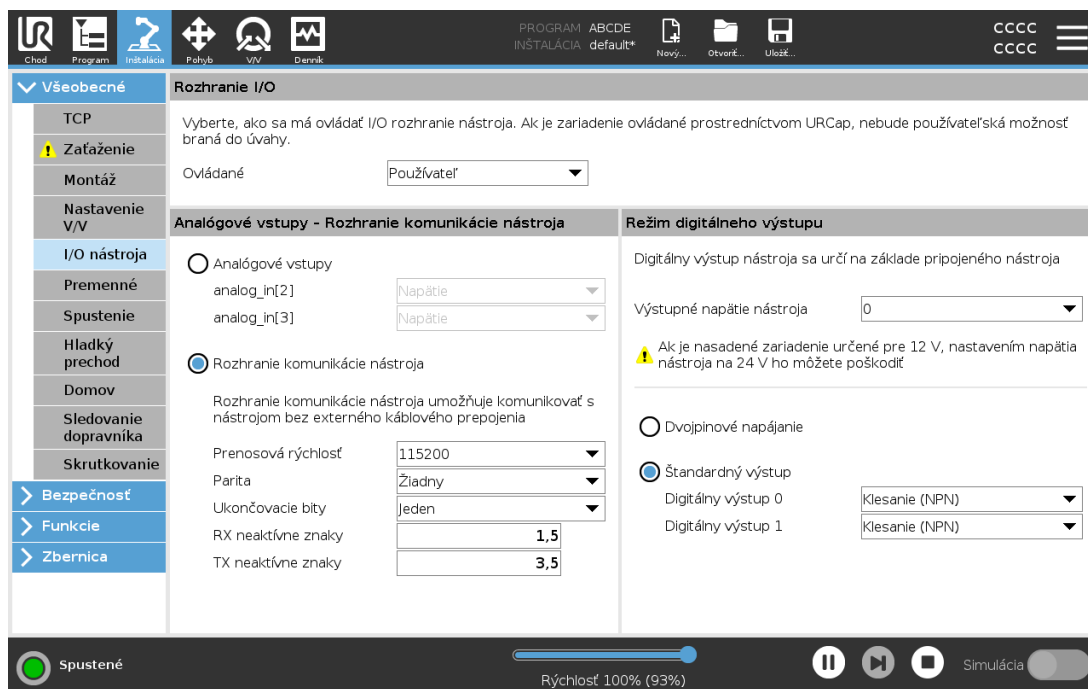 PROGRAM ABCDE
INŠTALÁCIA default*
CCCC
CCCC
Chod
Program
Inštalácia
Pohyb
V/V
Denník
Nový...
Otvoriť...
Uložiť...
Všeobecné
TCP
Zaťaženie
Montáž
Nastavenie
V/V
I/O nástroja
Premenné
Spustenie
Hladký
prechod
Domov
Sledovanie
dopravníka
Skrutkovanie
Bezpečnosť
Funkcie
Zbernica
Rozhranie I/O
Vyberte, ako sa má ovládať I/O rozhranie nástroja. Ak je zariadenie ovládané prostredníctvom URCap, nebude používateľská možnosť
braná do úvahy.
Ovládané
Používateľ
Analógové vstupy - Rozhranie komunikácie nástroja
Analógové vstupy
analog_in[2] Napätie
analog_in[3] Napätie
Rozhranie komunikácie nástroja
Rozhranie komunikácie nástroja umožňuje komunikovať s
nástrojom bez externého káblového prepojenia
Prenosová rýchlosť 115200
Parita Žiadny
Ukončovacie bity Jeden
RX neaktívne znaky 1,5
TX neaktívne znaky 3,5
Režim digitálneho výstupu
Digitálny výstup nástroja sa určí na základe pripojeného nástroja
Výstupné napätie nástroja 0
Ak je nasadené zariadenie určené pre 12 V, nastavením napätia
nástroja na 24 V ho môžete poškodiť
Dvojpinové napájanie
Štandardný výstup
Digitálny výstup 0 Klesanie (NPN)
Digitálny výstup 1 Klesanie (NPN)
Spustené
Rýchlosť 100% (93%)
Simulácia